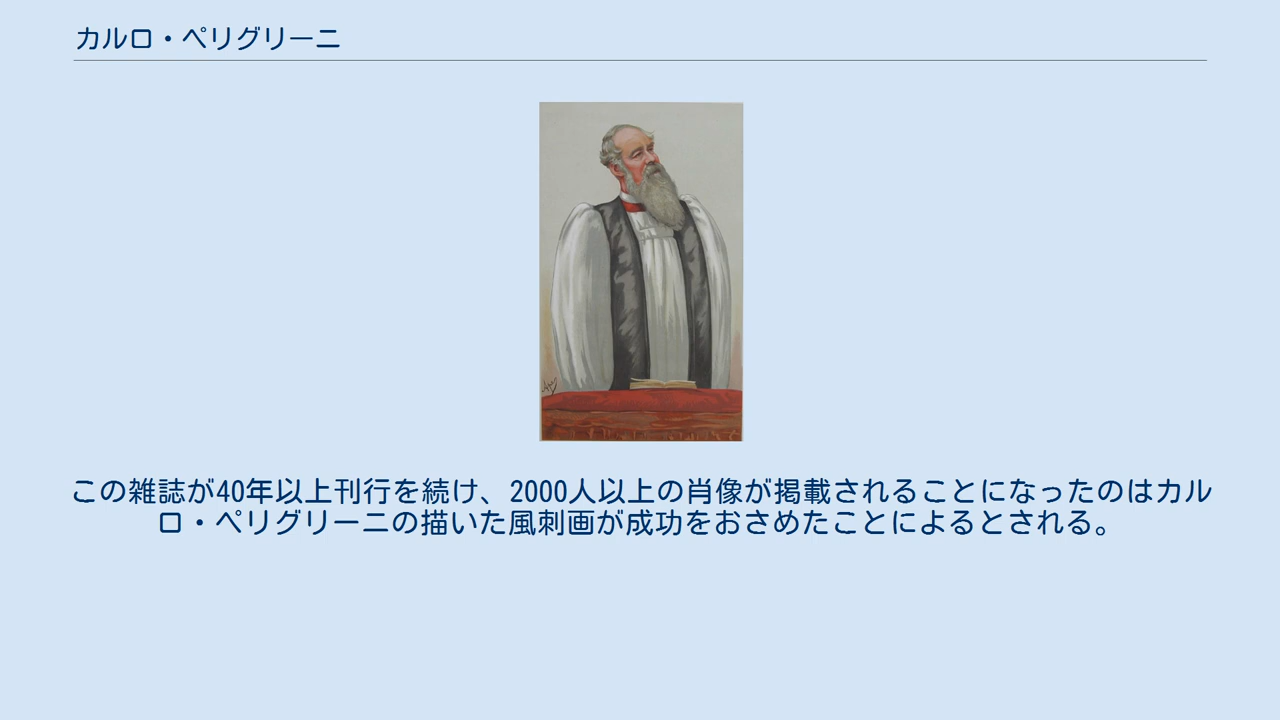 カルロ・ペリグリーニ
この雑誌が40年以上刊行を続け、2000人以上の肖像が掲載されることになったのはカル
ロ・ペリグリーニの描いた風刺画が成功をおさめたことによるとされる。